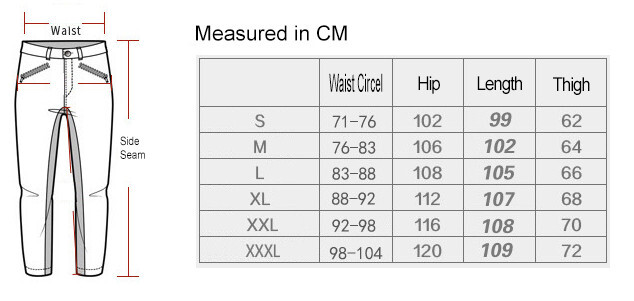 Waist
Side
Seam
Measured in CM
Waist Circel Hip Length Thigh
S 71-76 102 99 62
M 76-83 106 102 64
L 83-88 108 105 66
XL 88-92 112 107 68
XXL 92-98 116 108 70
XXXL 98-104 120 109 72